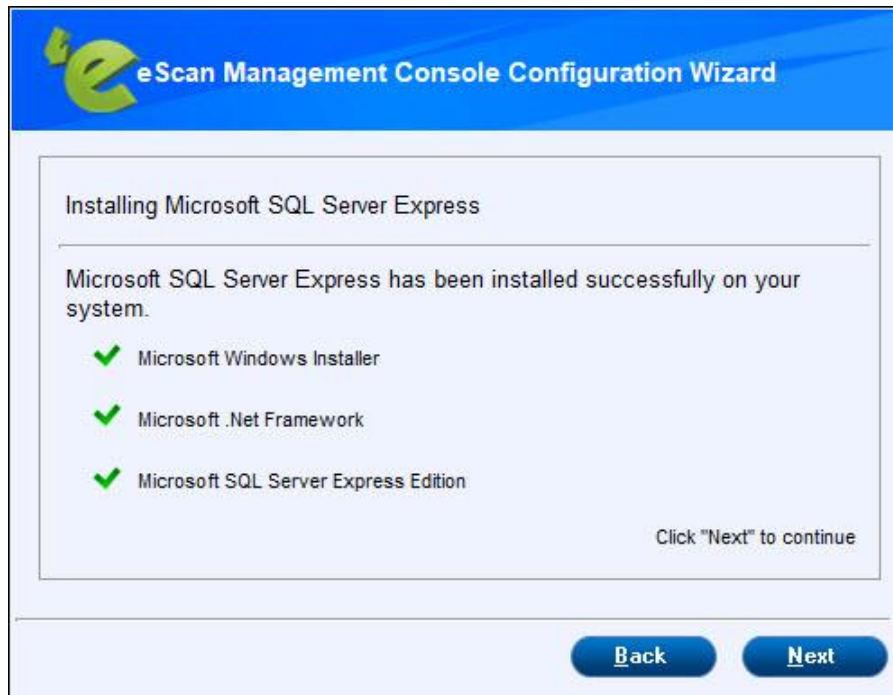 eScan Management Console Configuration Wizard
Installing Microsoft SQL Server Express
Microsoft SQL Server Express has been installed successfully on your
system.
Microsoft Windows Installer
Microsoft .Net Framework
Microsoft SQL Server Express Edition
Click "Next" to continue
Back
Next